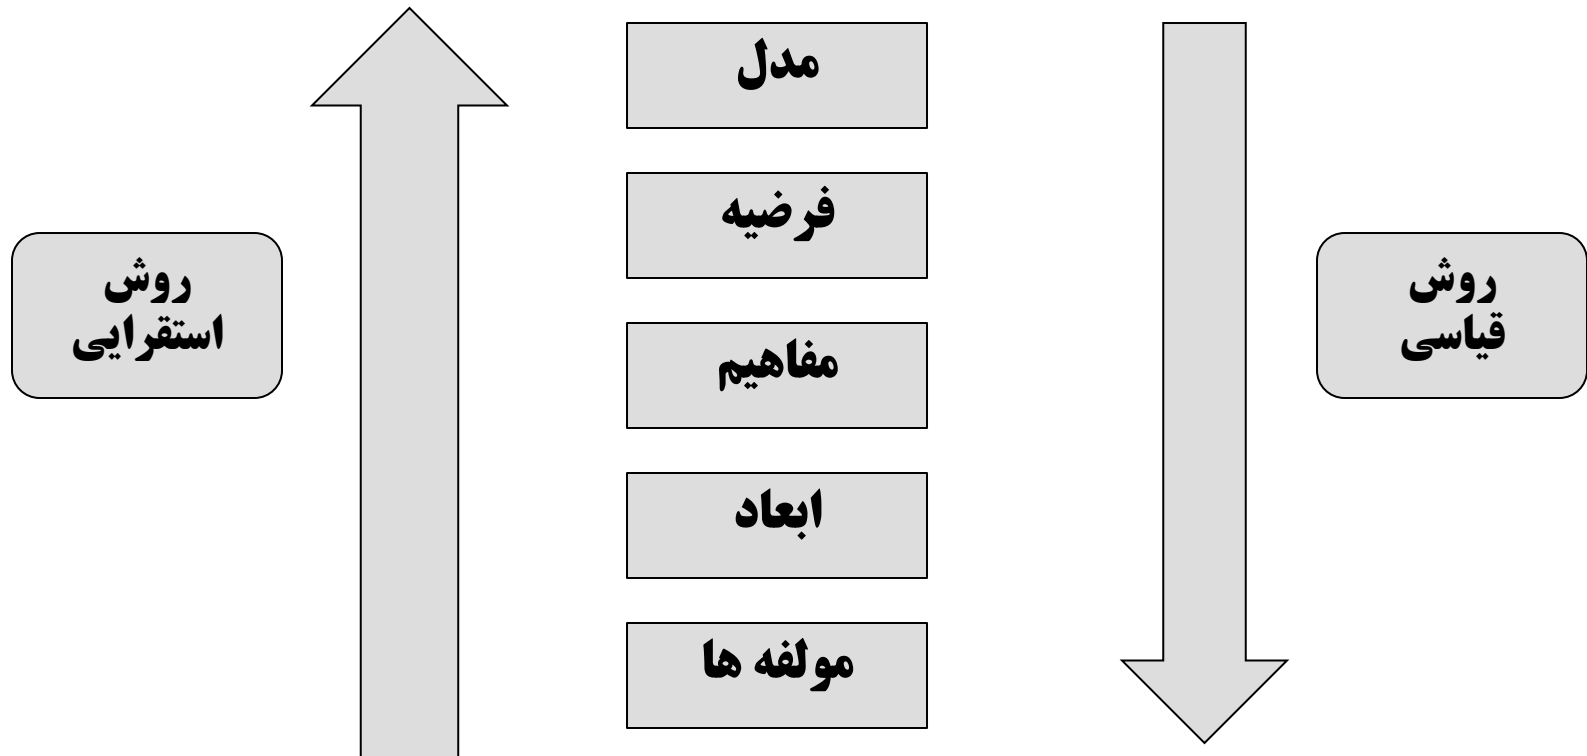 مدل
فرضیه
مفاهیم
ابعاد
مولفه ها
روش
قیاسی
روش
استقرایی